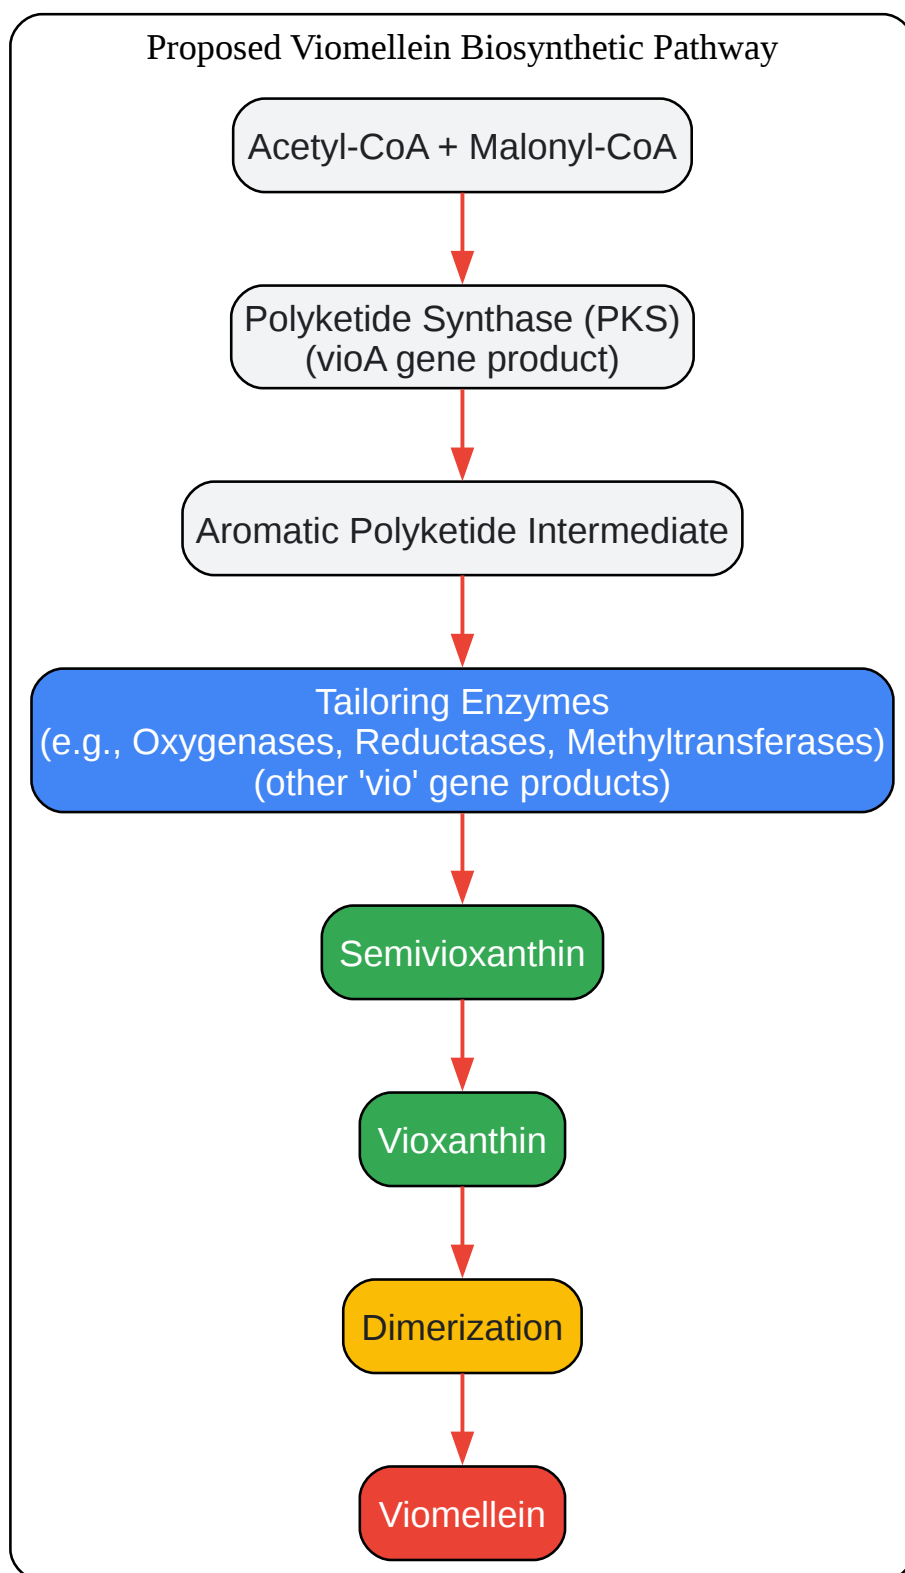 Proposed Viomellein Biosynthetic Pathway
Acetyl-CoA + Malonyl-CoA
Polyketide Synthase (PKS)
(vioA gene product)
Aromatic Polyketide Intermediate
Tailoring Enzymes
(e.g., Oxygenases, Reductases, Methyltransferases)
(other 'vio' gene products)
Semivioxanthin
Vioxanthin
Dimerization
Viomellein